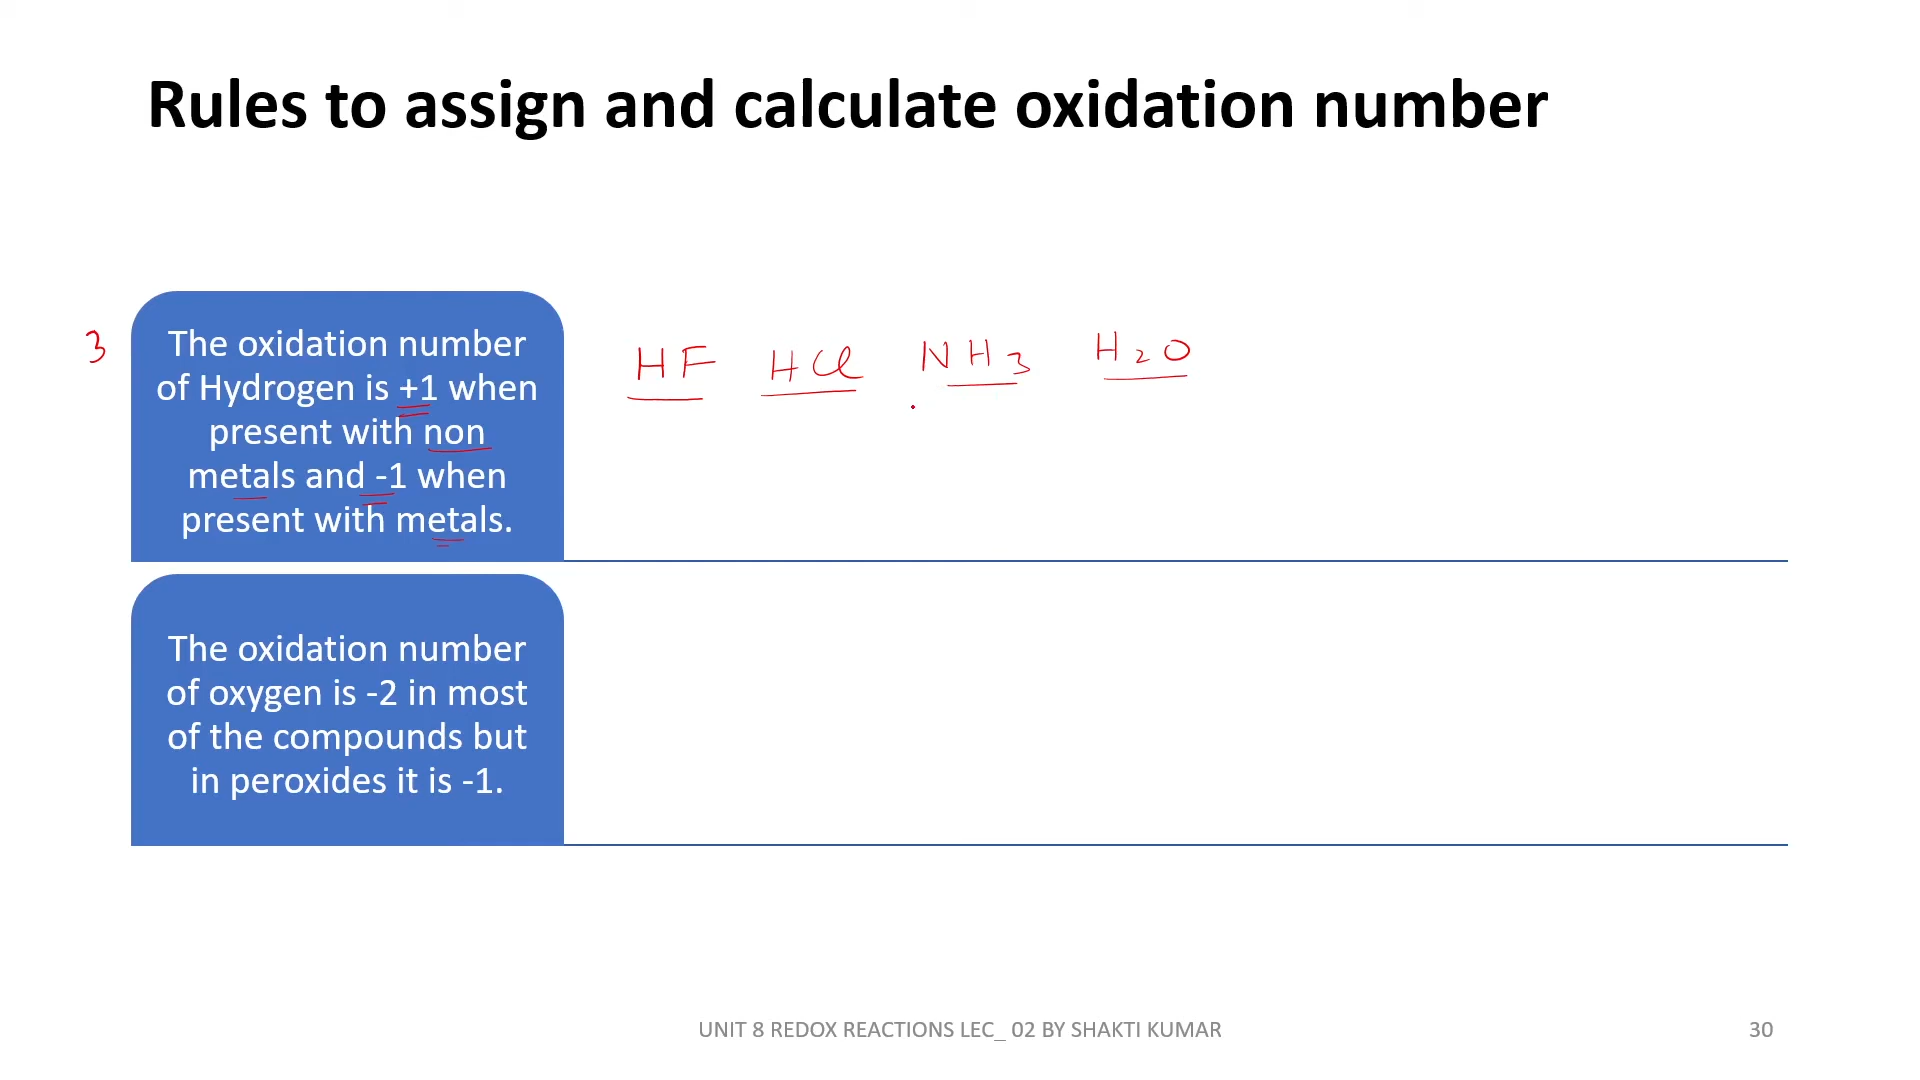 Rules to assign and calculate oxidation number
3
The oxidation number
of Hydrogen is +1 when
present with non
metals and -1 when
present with metals.
HF HCl NH3 H2O
The oxidation number
of oxygen is -2 in most
of the compounds but
in peroxides it is -1.
UNIT 8 REDOX REACTIONS LEC_ 02 BY SHAKTI KUMAR
30